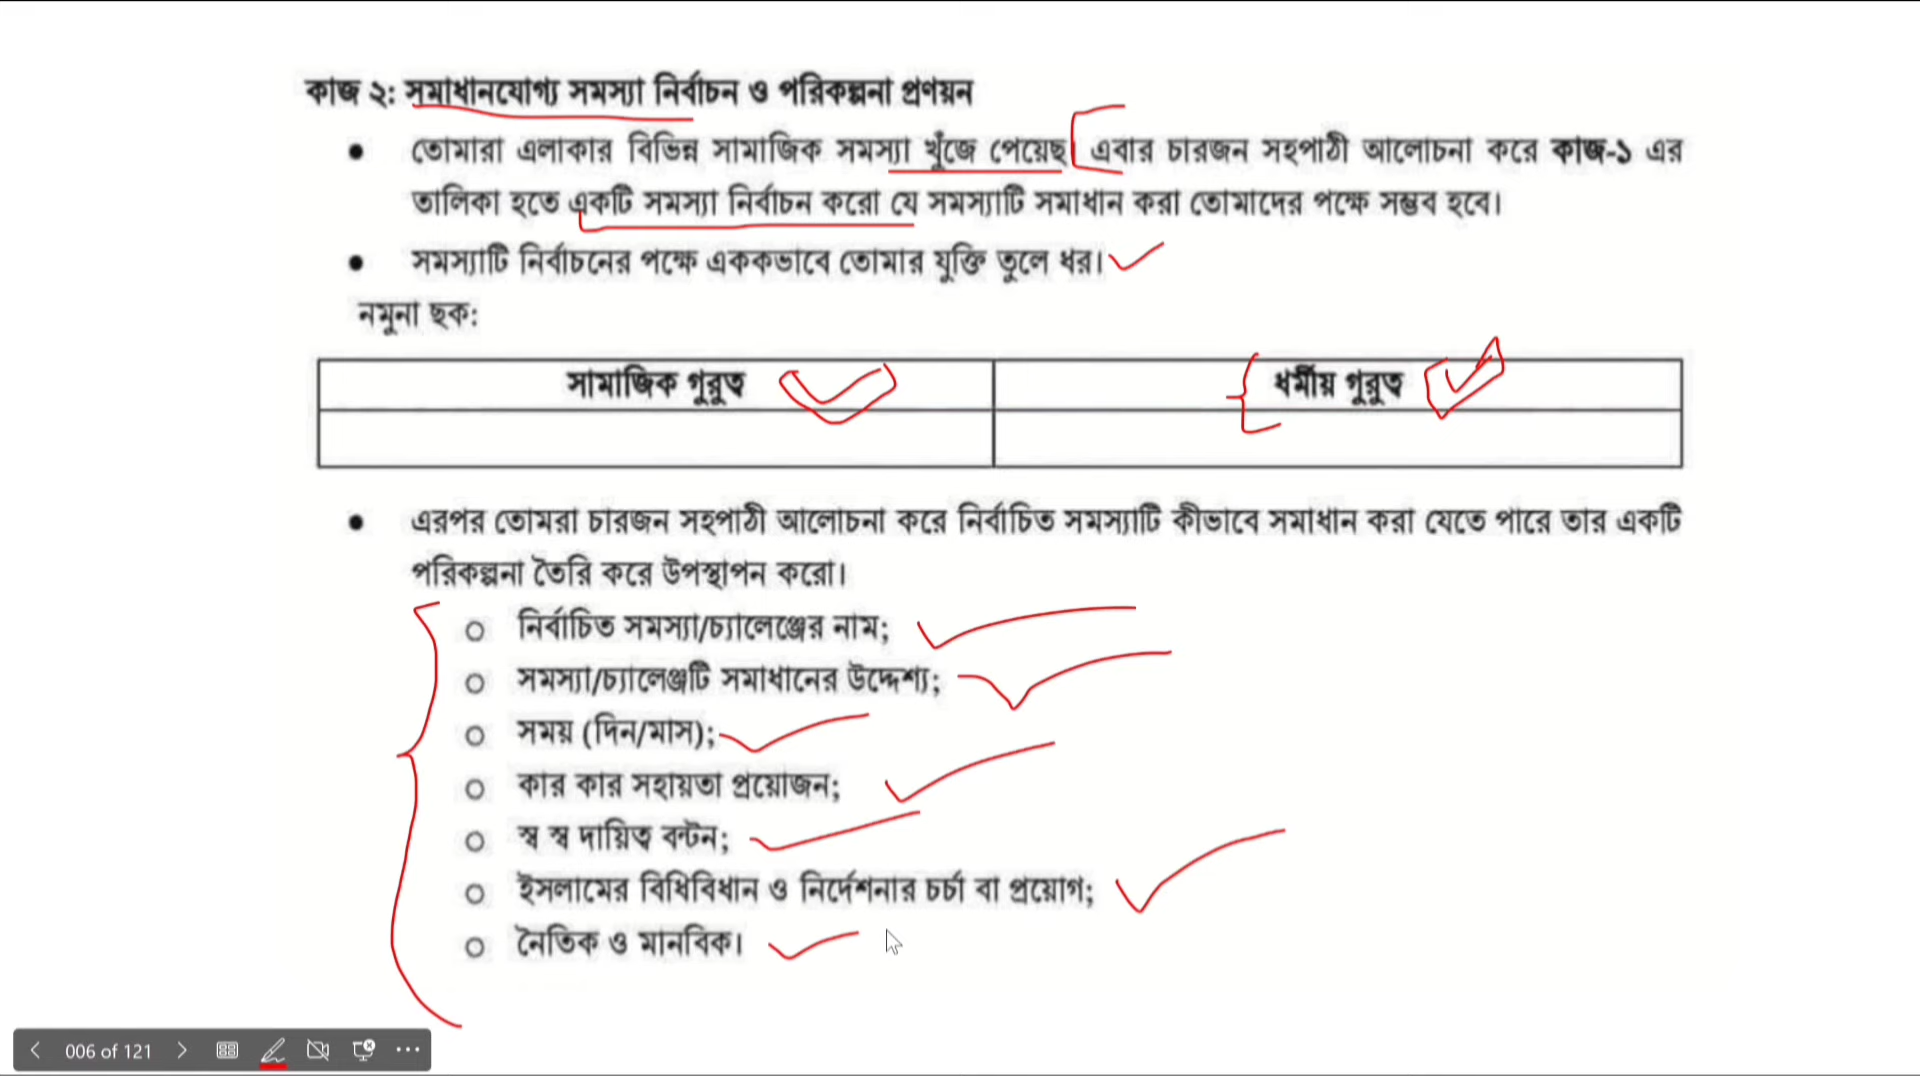 কাজ ২: সমাধানযোগ্য সমস্যা নির্বাচন ও পরিকল্পনা প্রণয়ন
● তোমারা এলাকার বিভিন্ন সামাজিক সমস্যা খুঁজে পেয়েছ এবার চারজন সহপাঠী আলোচনা করে কাজ-১ এর
তালিকা হতে একটি সমস্যা নির্বাচন করো যে সমস্যাটি সমাধান করা তোমাদের পক্ষে সম্ভব হবে।
● সমস্যাটি নির্বাচনের পক্ষে এককভাবে তোমার যুক্তি তুলে ধর।
নমুনা ছক:
সামাজিক গুরুত্ব ধর্মীয় গুরুত্ব
● এরপর তোমরা চারজন সহপাঠী আলোচনা করে নির্বাচিত সমস্যাটি কীভাবে সমাধান করা যেতে পারে তার একটি
পরিকল্পনা তৈরি করে উপস্থাপন করো।
○ নির্বাচিত সমস্যা/চ্যালেঞ্জের নাম;
○ সমস্যা/চ্যালেঞ্জটি সমাধানের উদ্দেশ্য;
○ সময় (দিন/মাস);
○ কার কার সহায়তা প্রয়োজন;
○ স্ব স্ব দায়িত্ব বন্টন;
○ ইসলামের বিধিবিধান ও নির্দেশনার চর্চা বা প্রয়োগ;
○ নৈতিক ও মানবিক।
006 of 121